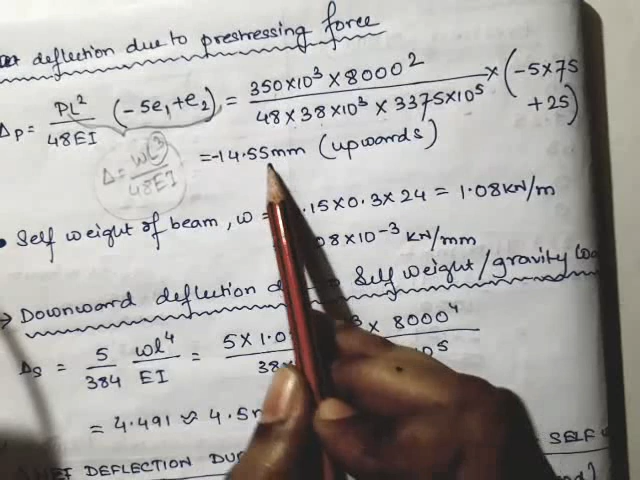 deflection due to prestressing force
Δp = PL²/48EI (-5e₁+e₂) = 350×10³×8000²/48×38×10³×3375×10⁵ × (-5×75 +25)
Δ = wl³/48EI
= -14.55mm (upwards)
• Self weight of beam, w = .15×0.3×24 = 1.08kN/m
08×10⁻³ kN/mm
→ Downward deflection Self weight/gravity
Δs = 5/384 wl⁴/EI = 5×1.0 × 8000⁴/38×
= 4.491 ≈ 4.5
DEFLECTION SELF